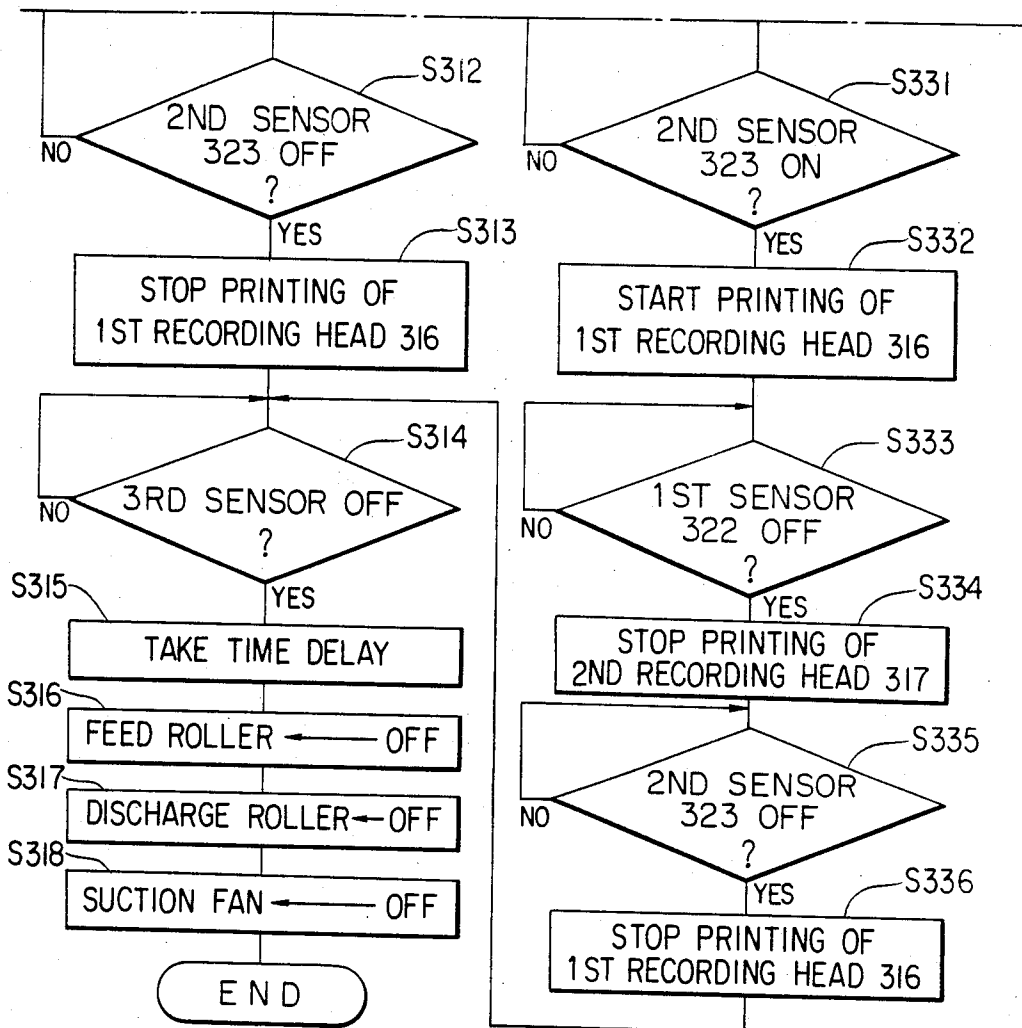 S312
2ND SENSOR
323 OFF
?
NO
YES
S313
STOP PRINTING OF
1ST RECORDING HEAD 316
S314
3RD SENSOR OFF
?
NO
YES
S315
TAKE TIME DELAY
S316
FEED ROLLER OFF
S317
DISCHARGE ROLLER OFF
S318
SUCTION FAN OFF
END
S331
2ND SENSOR
323 ON
?
NO
YES
S332
START PRINTING OF
1ST RECORDING HEAD 316
S333
1ST SENSOR
322 OFF
?
NO
YES
S334
STOP PRINTING OF
2ND RECORDING HEAD 317
S335
2ND SENSOR
323 OFF
?
NO
YES
S336
STOP PRINTING OF
1ST RECORDING HEAD 316